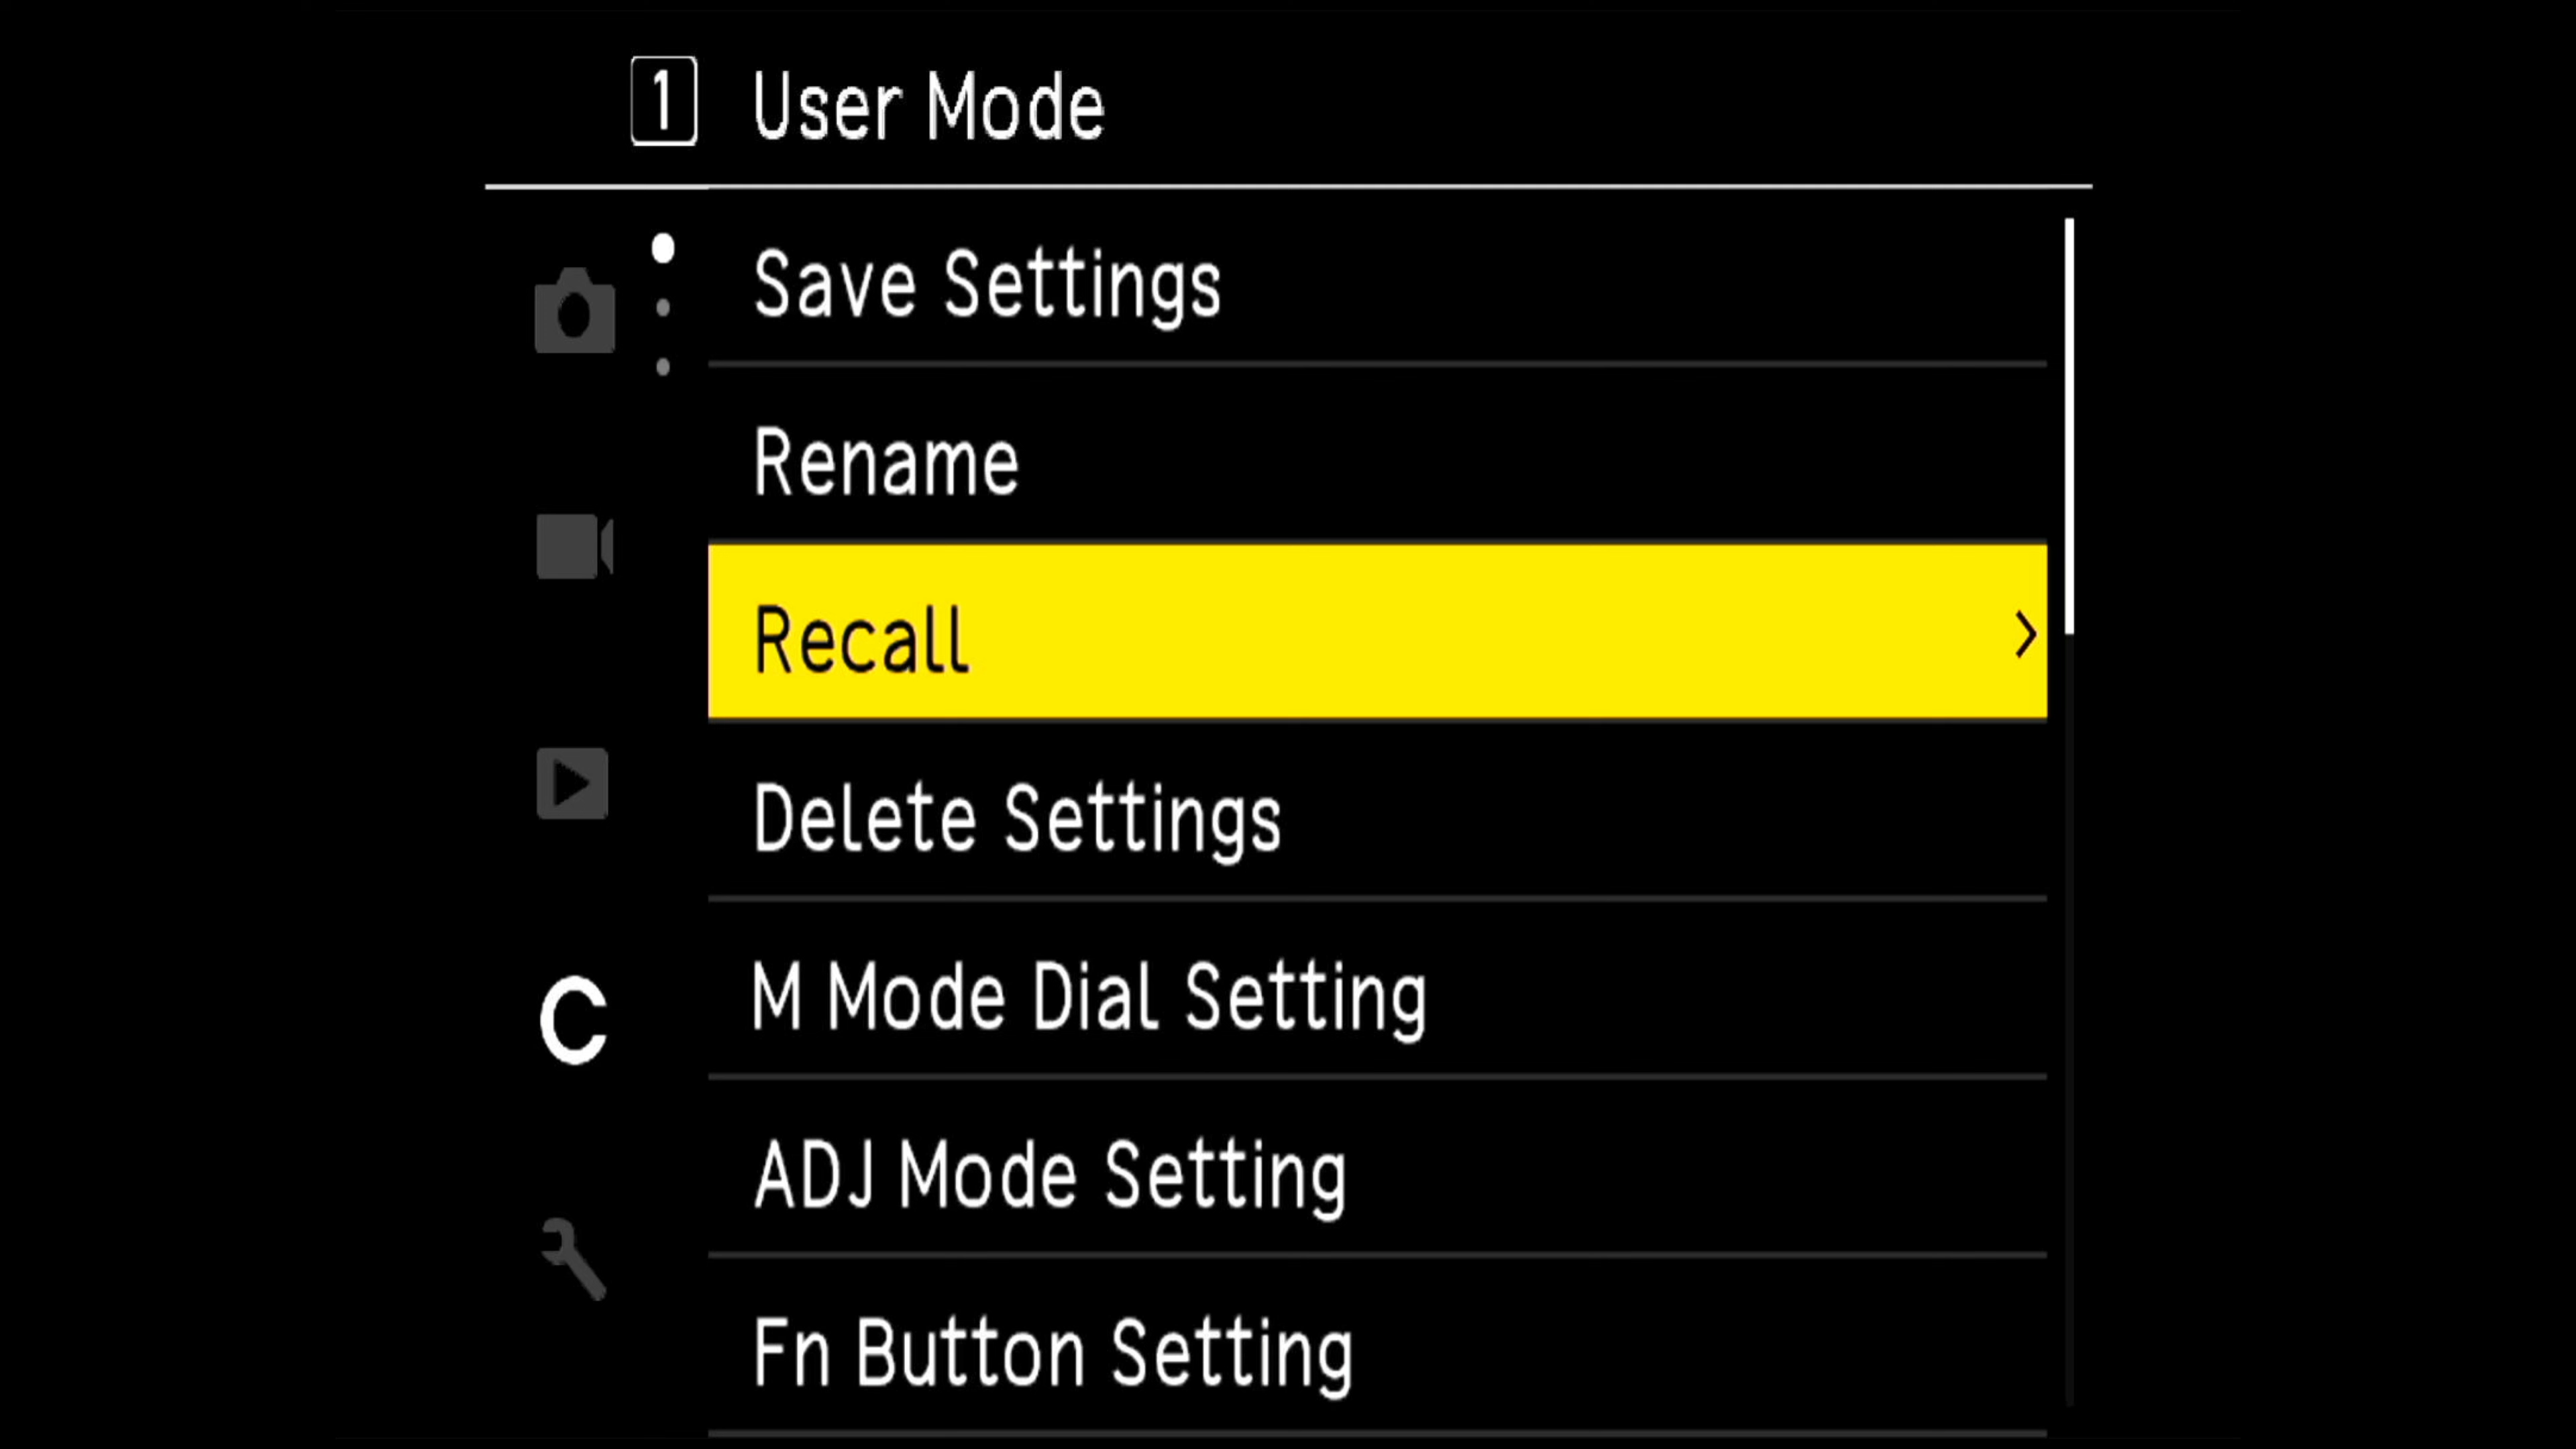 1 User Mode
Save Settings
Rename
Recall >
Delete Settings
C
M Mode Dial Setting
ADJ Mode Setting
Fn Button Setting